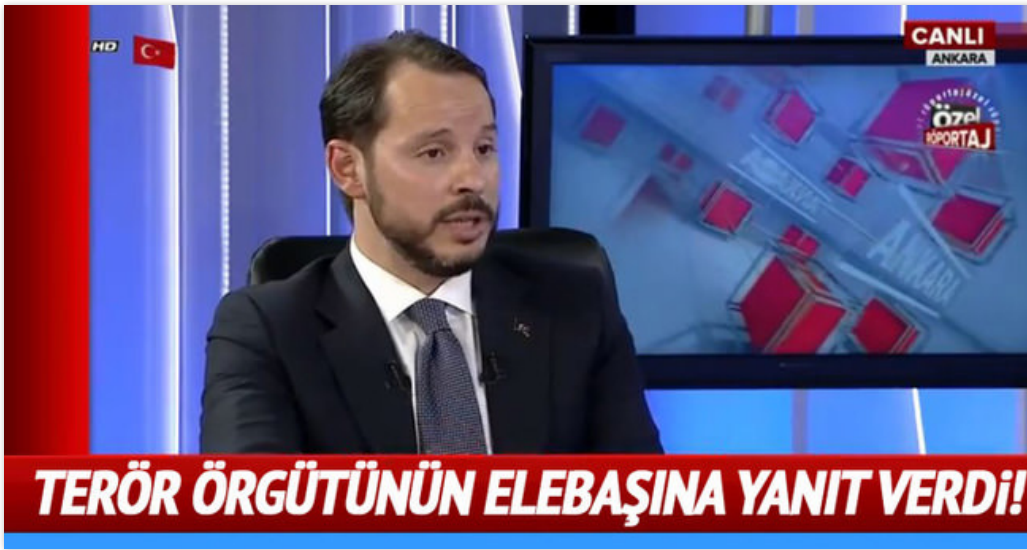 HD
CANLI
ANKARA
Özel
RÖPORTAJ
ANKARA
TERÖR ÖRGÜTÜNÜN ELEBAŞINA YANIT VERDİ!